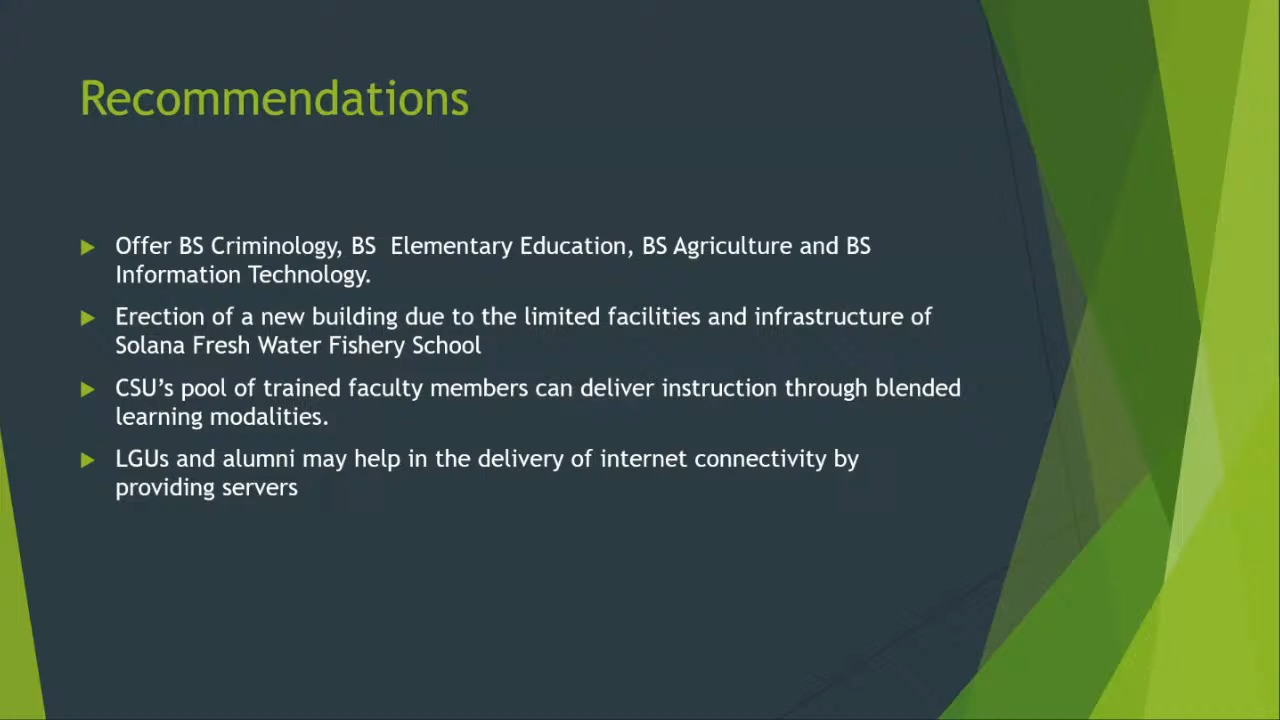 Recommendations
Offer BS Criminology, BS  Elementary Education, BS Agriculture and BS
Information Technology.
Erection of a new building due to the limited facilities and infrastructure of
Solana Fresh Water Fishery School
CSU’s pool of trained faculty members can deliver instruction through blended
learning modalities.
LGUs and alumni may help in the delivery of internet connectivity by
providing servers